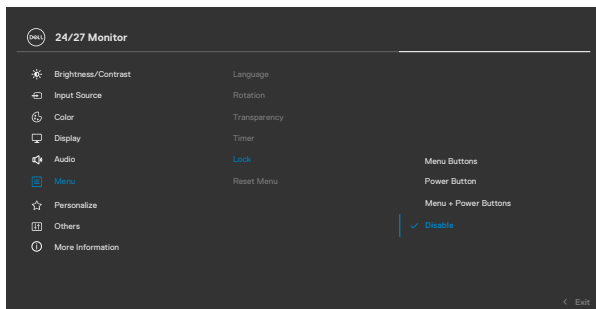 DELL 24/27 Monitor
Brightness/Contrast Language
Input Source Rotation
Color Transparency
Display Timer
Audio Lock Menu Buttons
Menu Reset Menu Power Button
Personalize Menu + Power Buttons
Others Disable
More Information
Exit